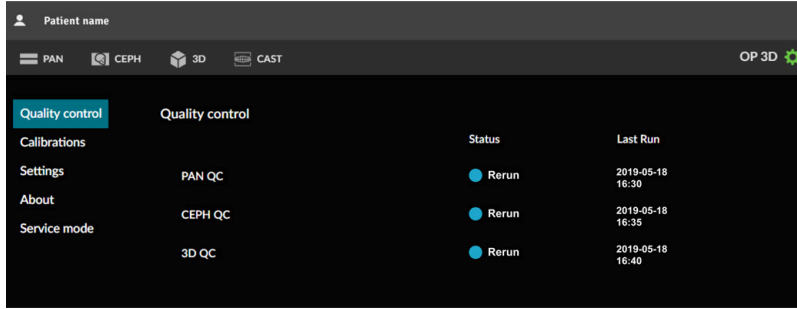 Patient name
PAN CEPH 3D CAST OP 3D
Quality control
Calibrations
Settings
About
Service mode
Quality control
Status Last Run
PAN QC Rerun 2019-05-18
16:30
CEPH QC Rerun 2019-05-18
16:35
3D QC Rerun 2019-05-18
16:40